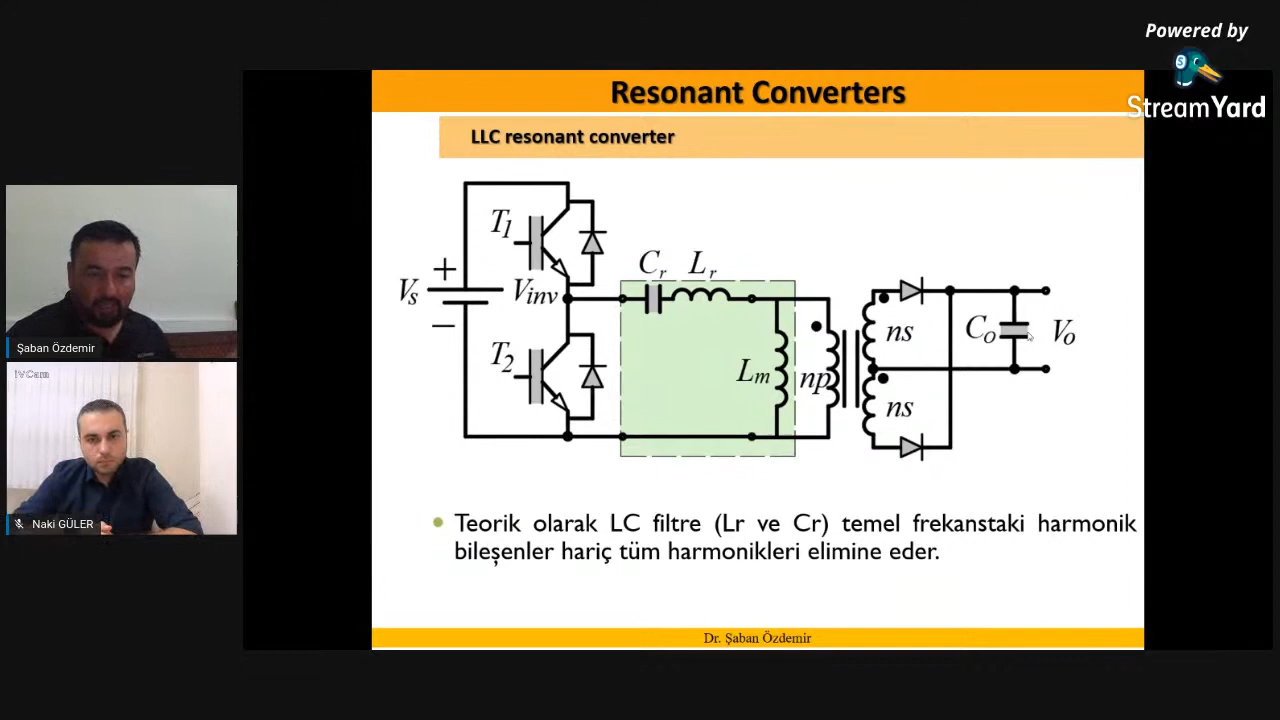 Powered by
StreamYard
Resonant Converters
LLC resonant converter
T1
Vs
+
−
Vinv
T2
Cr
Lr
Lm
np
ns
ns
Co
Vo
Teorik olarak LC filtre (Lr ve Cr) temel frekanstaki harmonik
bileşenler hariç tüm harmonikleri elimine eder.
Dr. Şaban Özdemir
Şaban Özdemir
iVCam
Naki GÜLER